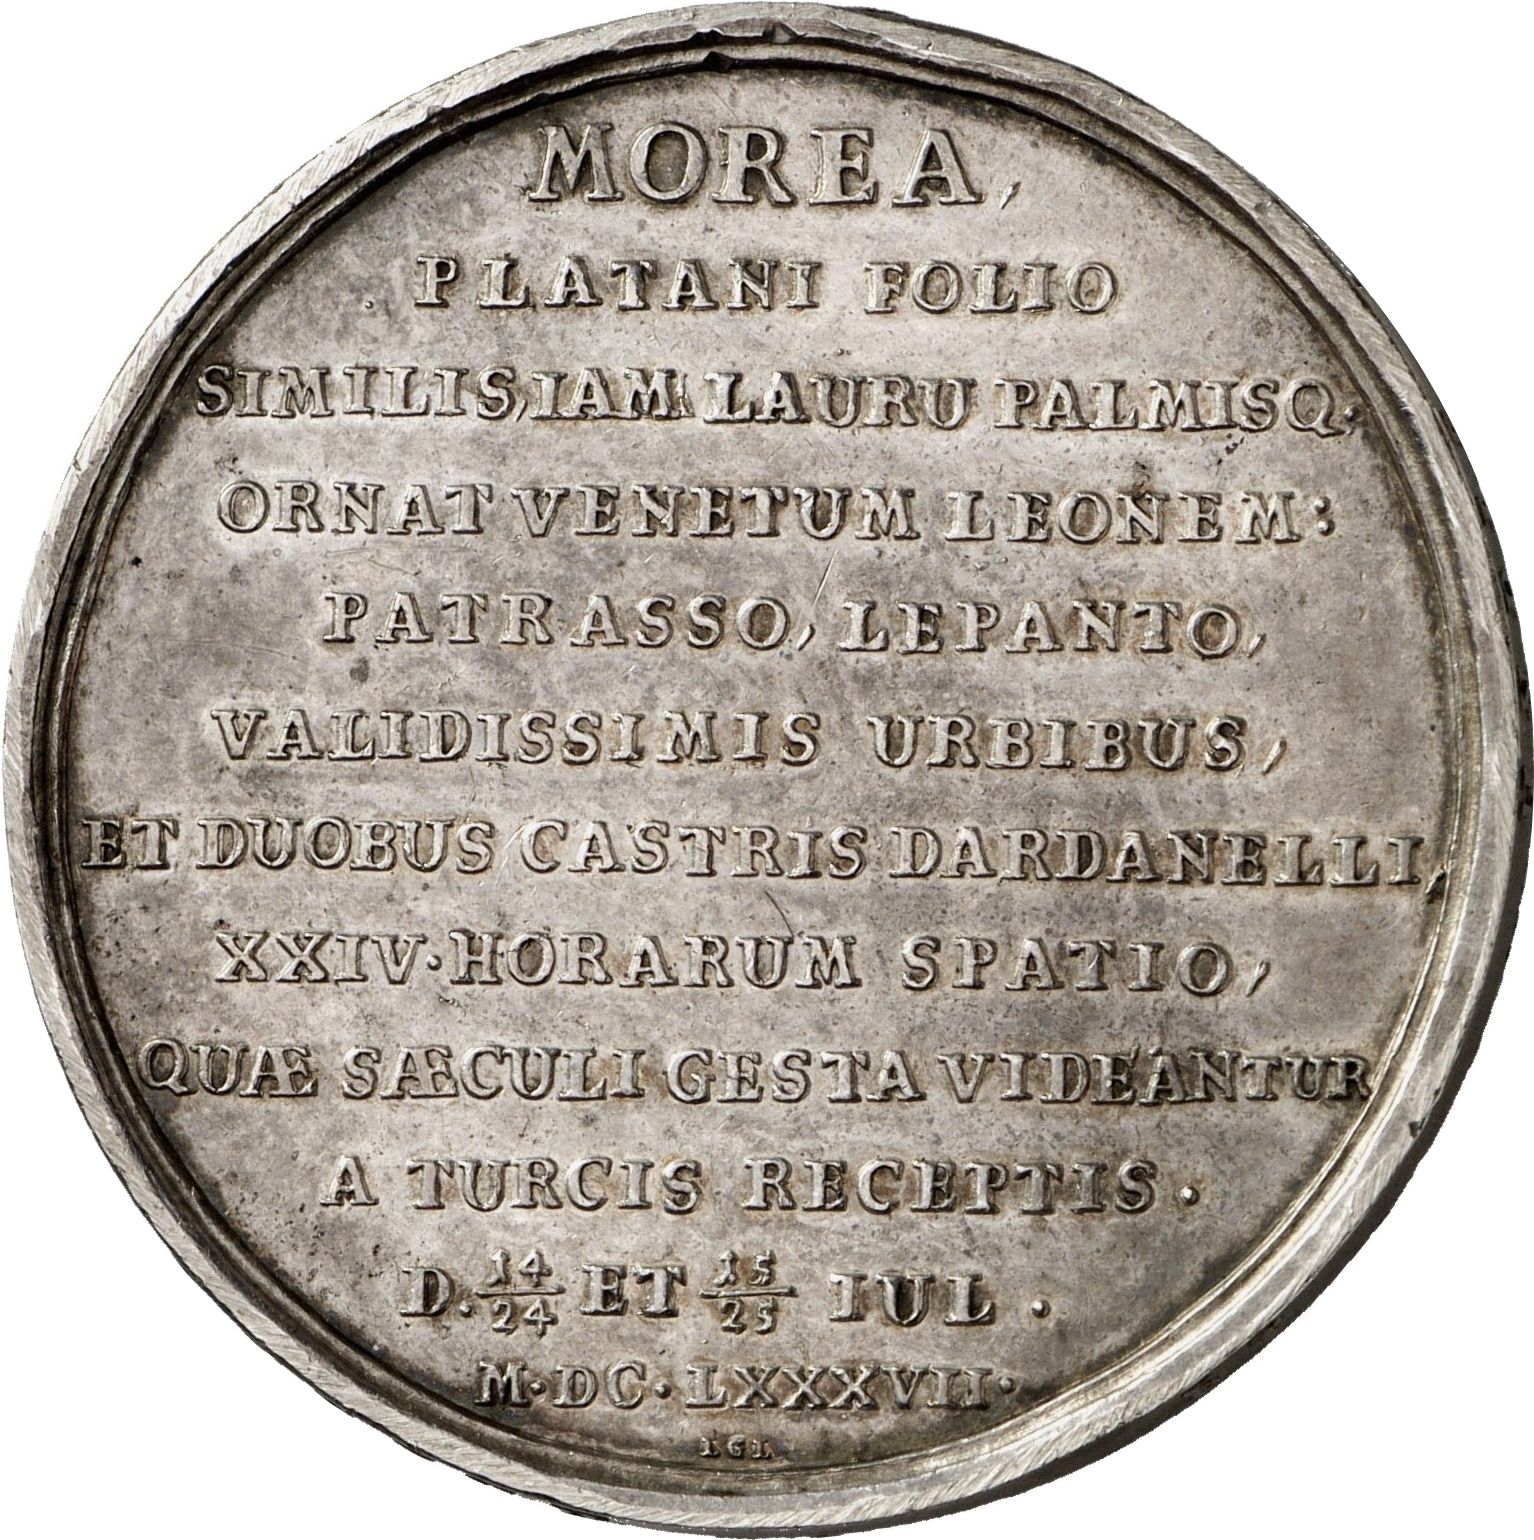 MOREA,
PLATANI FOLIO
SIMILIS, IAM LAURU PALMISQ.
ORNAT VENETUM LEONEM:
PATRASSO, LEPANTO,
VALIDISSIMIS URBIBUS,
ET DUOBUS CASTRIS DARDANELLI,
XXIV. HORARUM SPATIO,
QUÆ SÆCULI GESTA VIDEANTUR
A TURCIS RECEPTIS.
D. 14/24 ET 15/25 IUL.
M·DC·LXXXVII·
I·G·L·